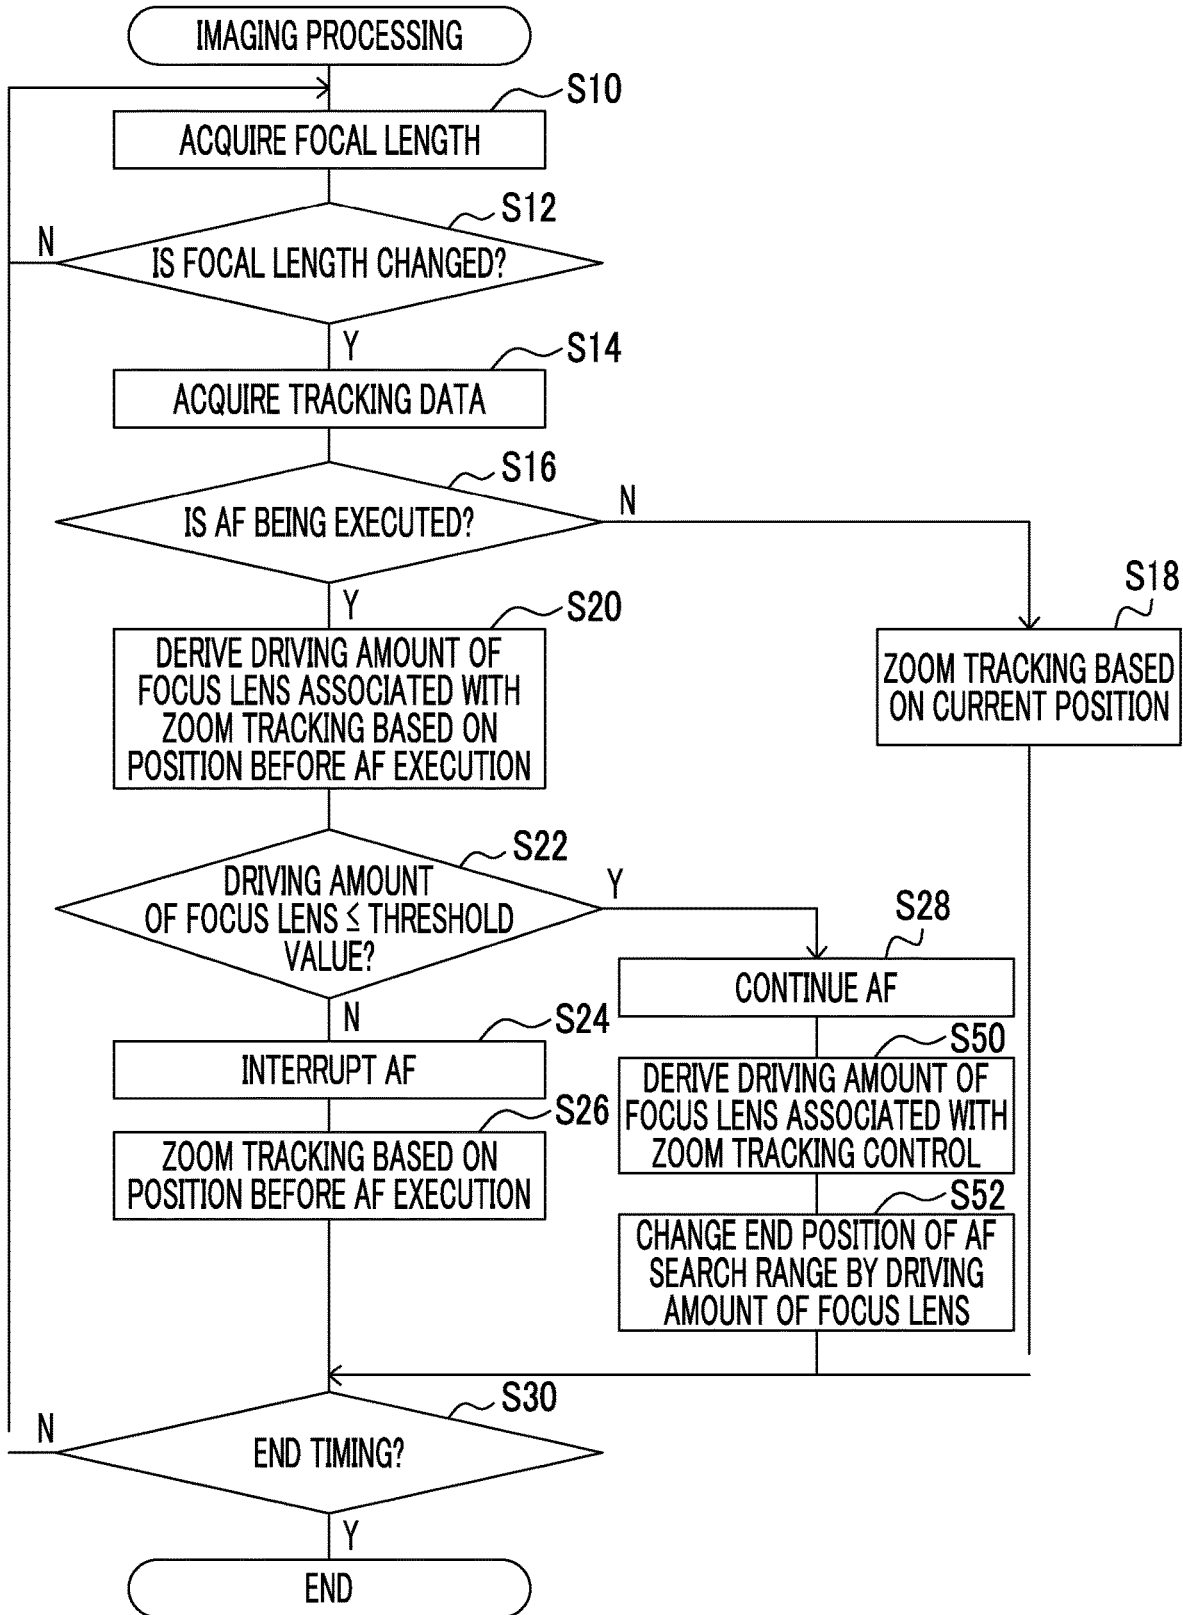 IMAGING PROCESSING
S10
ACQUIRE FOCAL LENGTH
S12
N
IS FOCAL LENGTH CHANGED?
Y
S14
ACQUIRE TRACKING DATA
S16
N
IS AF BEING EXECUTED?
Y
S18
ZOOM TRACKING BASED
ON CURRENT POSITION
S20
DERIVE DRIVING AMOUNT OF
FOCUS LENS ASSOCIATED WITH
ZOOM TRACKING BASED ON
POSITION BEFORE AF EXECUTION
S22
Y
DRIVING AMOUNT
OF FOCUS LENS ≦ THRESHOLD
VALUE?
N
S24
INTERRUPT AF
S26
ZOOM TRACKING BASED ON
POSITION BEFORE AF EXECUTION
S28
CONTINUE AF
S50
DERIVE DRIVING AMOUNT OF
FOCUS LENS ASSOCIATED WITH
ZOOM TRACKING CONTROL
S52
CHANGE END POSITION OF AF
SEARCH RANGE BY DRIVING
AMOUNT OF FOCUS LENS
S30
N
END TIMING?
Y
END